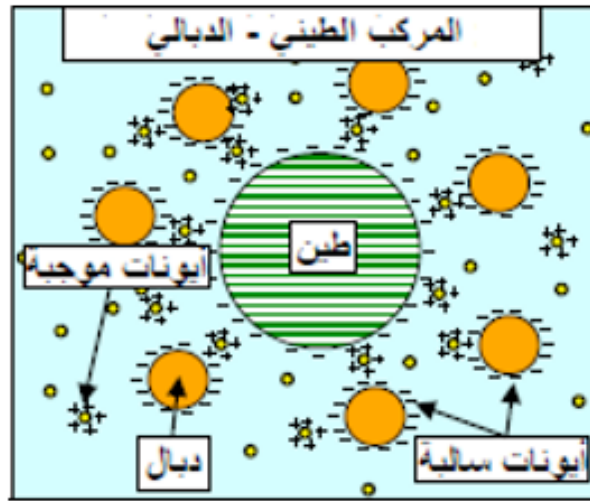 المركب الطيني - الدبالي
طين
أيونات موجبة
دبال
أيونات سالبة